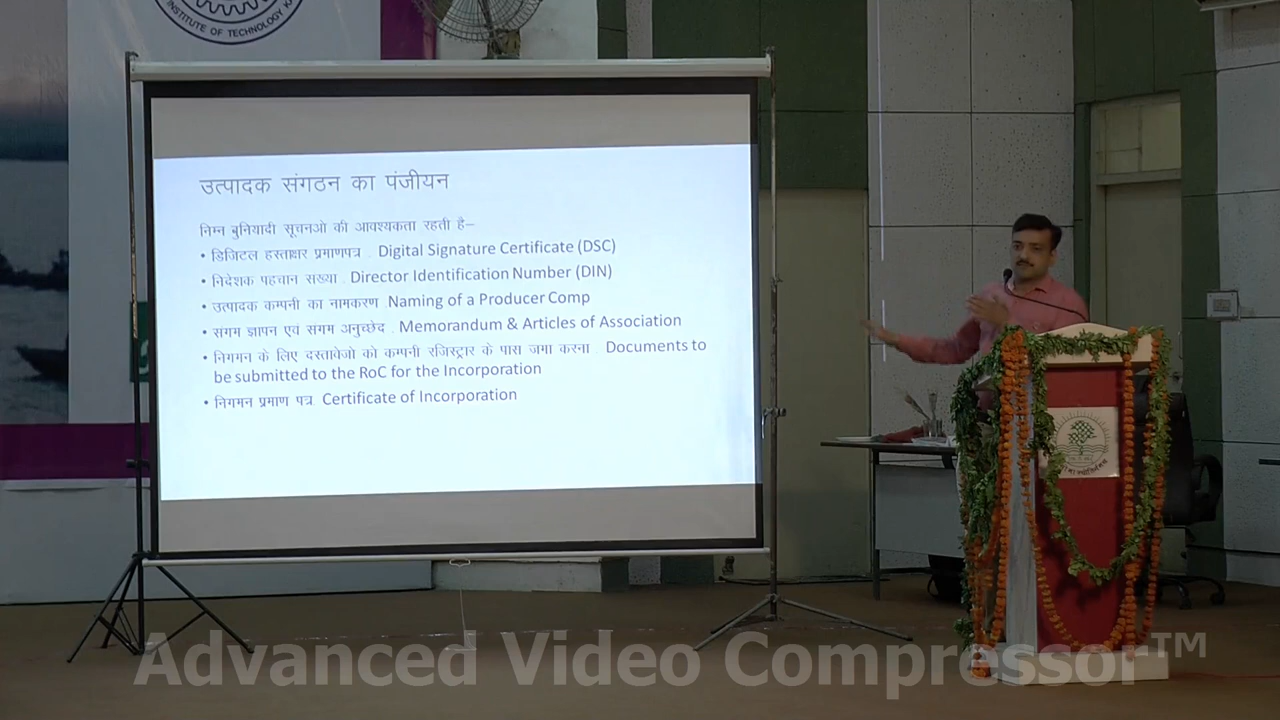 INSTITUTE OF TECHNOLOGY KA
उत्पादक संगठन का पंजीयन
निम्न बुनियादी सूचनओ की आवश्यकता रहती है–
• डिजिटल हस्ताक्षर प्रमाणपत्र . Digital Signature Certificate (DSC)
• निदेशक पहचान सख्या . Director Identification Number (DIN)
• उत्पादक कम्पनी का नामकरण Naming of a Producer Comp
• संगम ज्ञापन एवं संगम अनुच्छेद . Memorandum & Articles of Association
• निगमन के लिए दस्तावेजो को कम्पनी रजिस्ट्रार के पास जमा करना . Documents to
be submitted to the RoC for the Incorporation
• निगमन प्रमाण पत्र Certificate of Incorporation
Advanced Video Compressor™